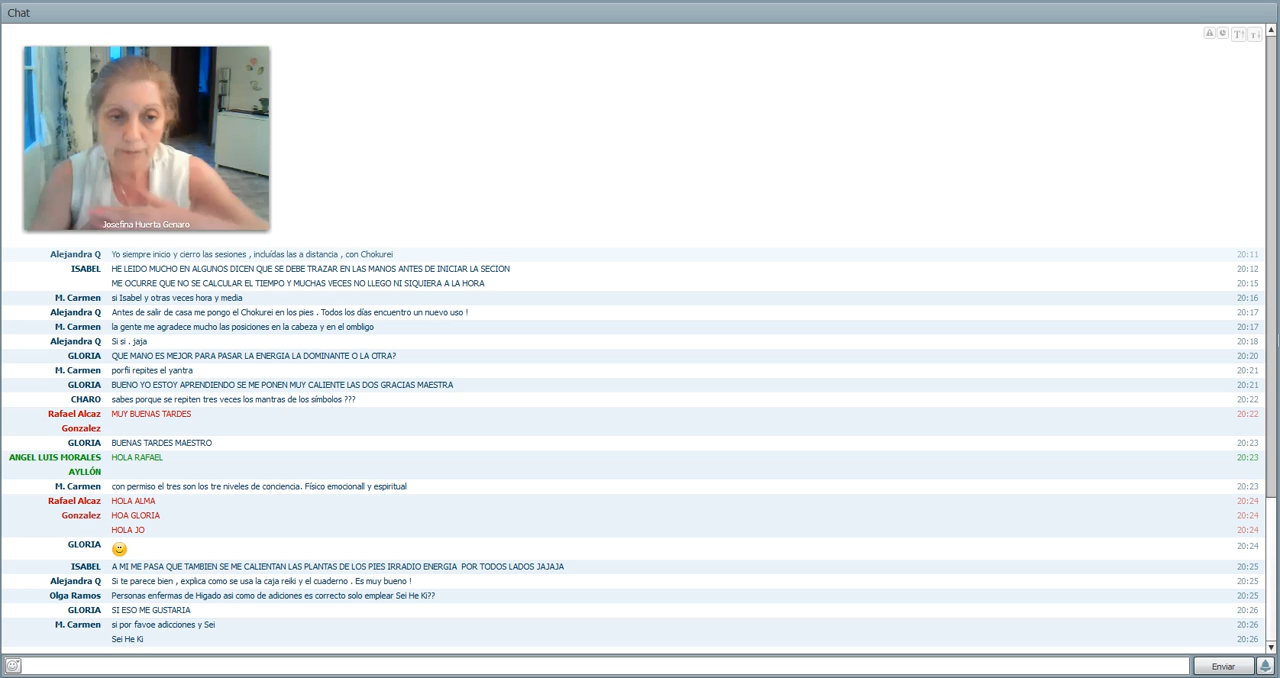 Chat
Josefina Huerta Genaro
Alejandra Q Yo siempre inicio y cierro las sesiones , incluídas las a distancia , con Chokurei 20:11
ISABEL HE LEIDO MUCHO EN ALGUNOS DICEN QUE SE DEBE TRAZAR EN LAS MANOS ANTES DE INICIAR LA SECION 20:12
ME OCURRE QUE NO SE CALCULAR EL TIEMPO Y MUCHAS VECES NO LLEGO NI SIQUIERA A LA HORA 20:15
M. Carmen si Isabel y otras veces hora y media 20:16
Alejandra Q Antes de salir de casa me pongo el Chokurei en los pies . Todos los días encuentro un nuevo uso ! 20:17
M. Carmen la gente me agradece mucho las posiciones en la cabeza y en el ombligo 20:17
Alejandra Q Si si . jaja 20:18
GLORIA QUE MANO ES MEJOR PARA PASAR LA ENERGIA LA DOMINANTE O LA OTRA? 20:20
M. Carmen porfii repites el yantra 20:21
GLORIA BUENO YO ESTOY APRENDIENDO SE ME PONEN MUY CALIENTE LAS DOS GRACIAS MAESTRA 20:21
CHARO sabes porque se repiten tres veces los mantras de los símbolos ??? 20:22
Rafael Alcaz MUY BUENAS TARDES 20:22
Gonzalez
GLORIA BUENAS TARDES MAESTRO 20:23
ANGEL LUIS MORALES HOLA RAFAEL 20:23
AYLLÓN
M. Carmen con permiso el tres son los tre niveles de conciencia. Físico emocionall y espiritual 20:23
Rafael Alcaz HOLA ALMA 20:24
Gonzalez HOA GLORIA 20:24
HOLA JO 20:24
GLORIA 20:24
ISABEL A MI ME PASA QUE TAMBIEN SE ME CALIENTAN LAS PLANTAS DE LOS PIES IRRADIO ENERGIA POR TODOS LADOS JAJAJA 20:25
Alejandra Q Si te parece bien , explica como se usa la caja reiki y el cuaderno . Es muy bueno ! 20:25
Olga Ramos Personas enfermas de Higado asi como de adiciones es correcto solo emplear Sei He Ki?? 20:25
GLORIA SI ESO ME GUSTARIA 20:26
M. Carmen si por favoe adicciones y Sei 20:26
Sei He Ki 20:26
Enviar